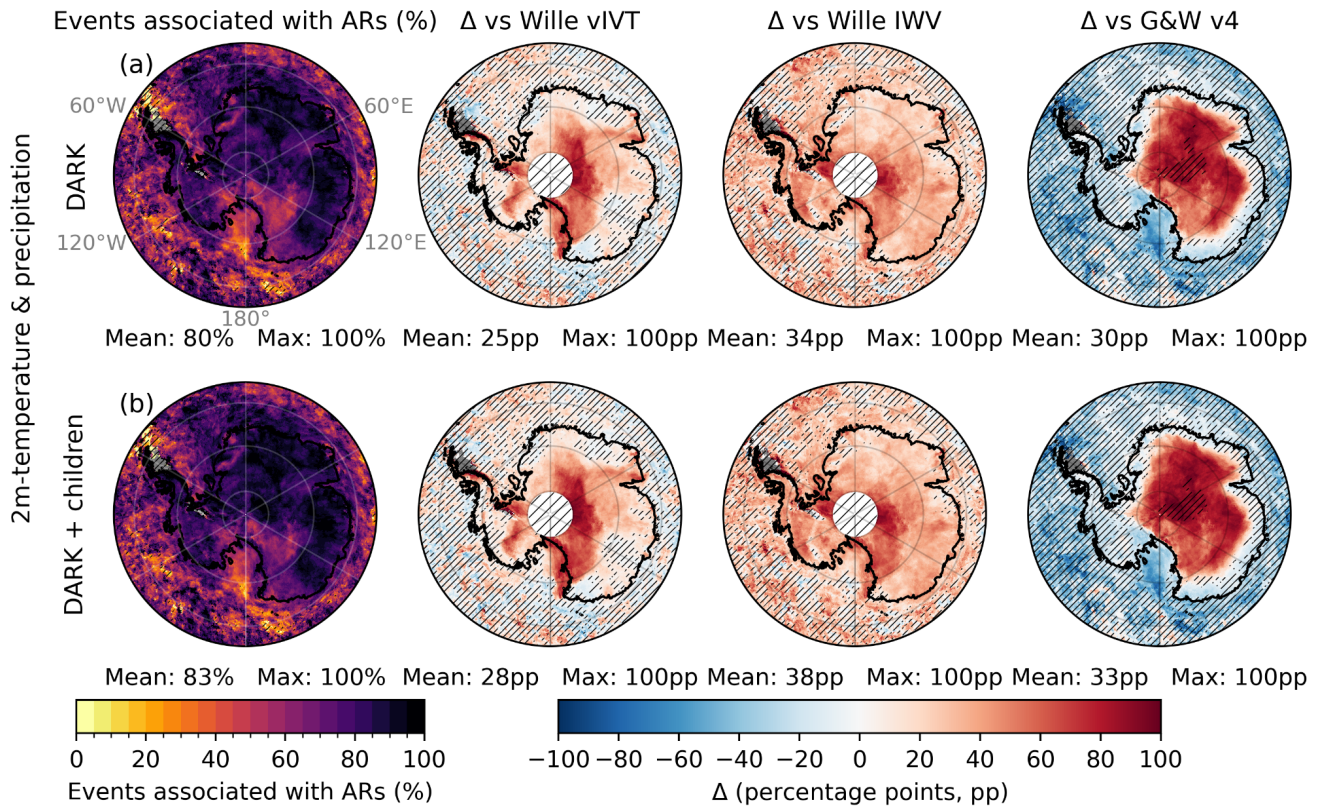 Events associated with ARs (%)
Δ vs Wille vIVT
Δ vs Wille IWV
Δ vs G&W v4
2m-temperature & precipitation
DARK
(a)
60°W
60°E
120°W
120°E
180°
Mean: 80% Max: 100%
Mean: 25pp Max: 100pp
Mean: 34pp Max: 100pp
Mean: 30pp Max: 100pp
DARK + children
(b)
Mean: 83% Max: 100%
Mean: 28pp Max: 100pp
Mean: 38pp Max: 100pp
Mean: 33pp Max: 100pp
0 20 40 60 80 100
Events associated with ARs (%)
−100 −80 −60 −40 −20 0 20 40 60 80 100
Δ (percentage points, pp)